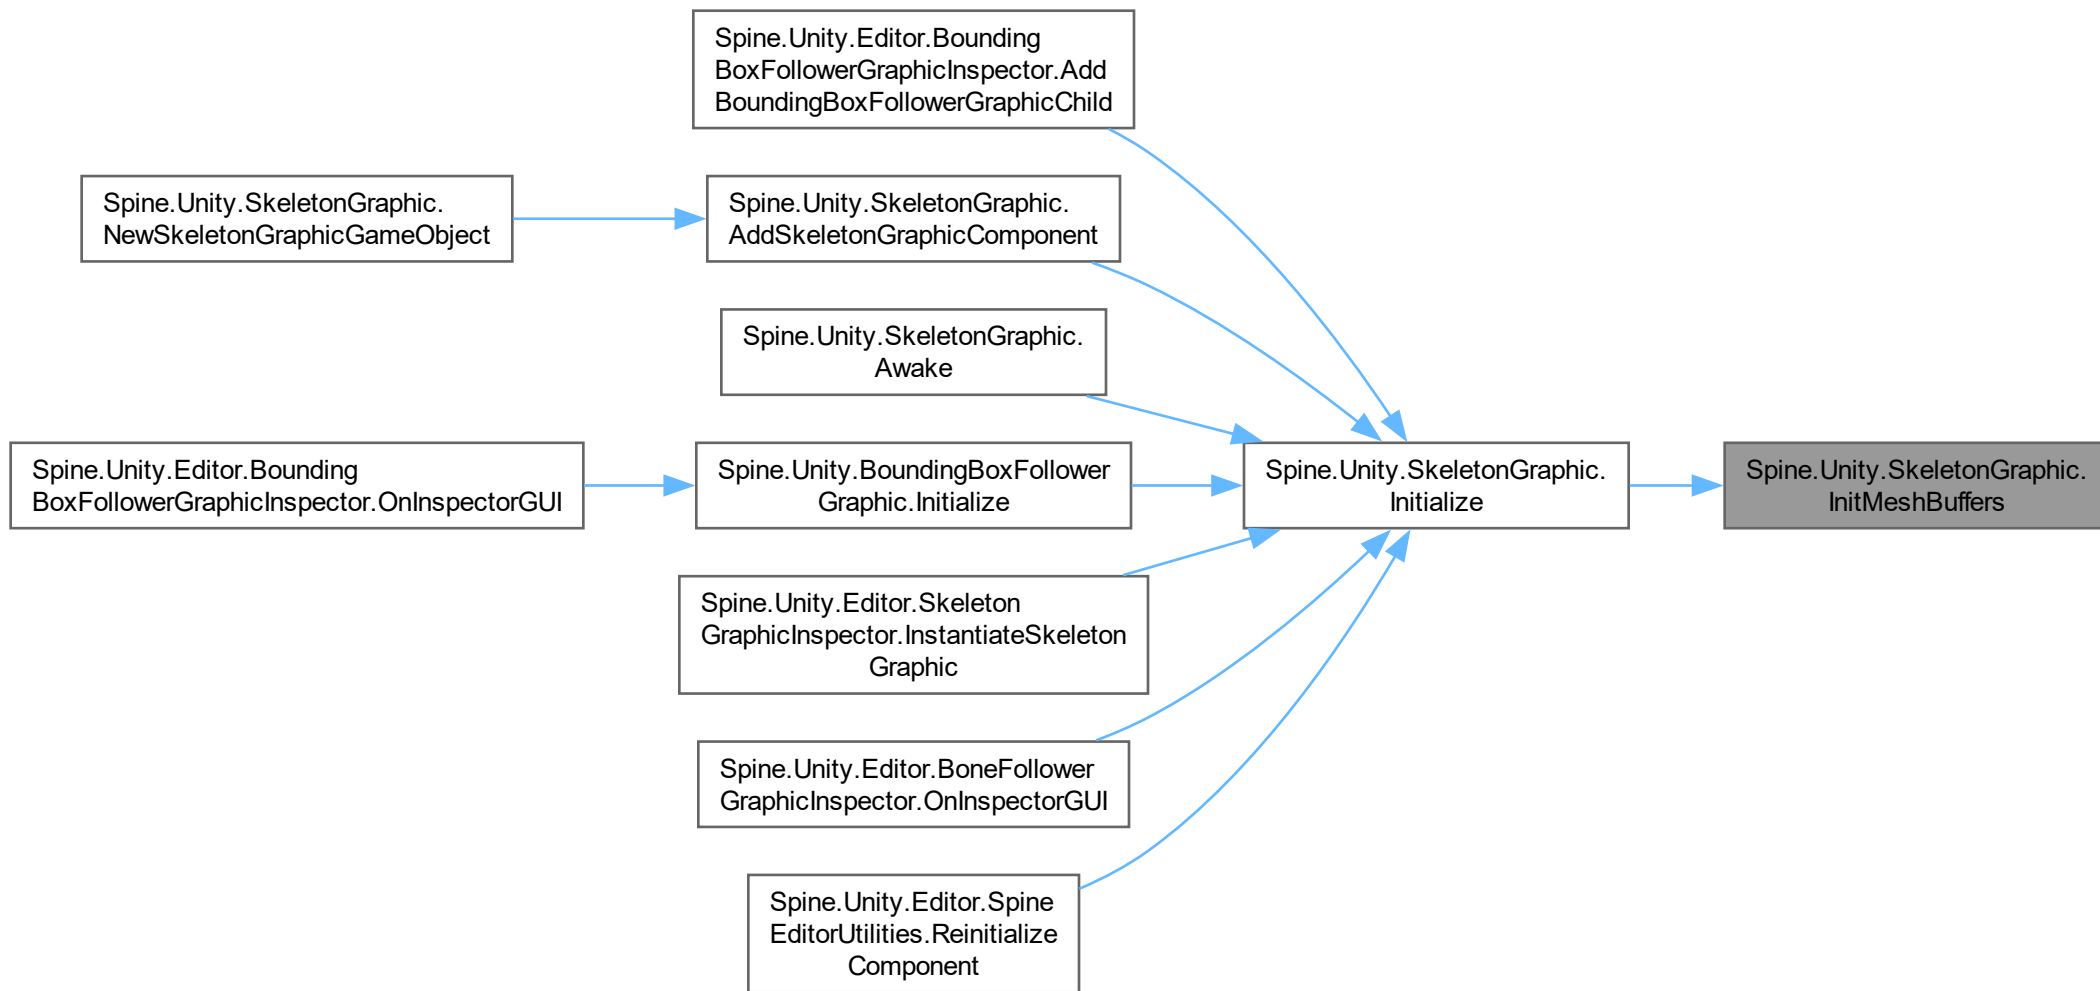 Spine.Unity.Editor.Bounding
BoxFollowerGraphicInspector.Add
BoundingBoxFollowerGraphicChild
Spine.Unity.SkeletonGraphic.
NewSkeletonGraphicGameObject
Spine.Unity.SkeletonGraphic.
AddSkeletonGraphicComponent
Spine.Unity.SkeletonGraphic.
Awake
Spine.Unity.Editor.Bounding
BoxFollowerGraphicInspector.OnInspectorGUI
Spine.Unity.BoundingBoxFollower
Graphic.Initialize
Spine.Unity.SkeletonGraphic.
Initialize
Spine.Unity.SkeletonGraphic.
InitMeshBuffers
Spine.Unity.Editor.Skeleton
GraphicInspector.InstantiateSkeleton
Graphic
Spine.Unity.Editor.BoneFollower
GraphicInspector.OnInspectorGUI
Spine.Unity.Editor.Spine
EditorUtilities.Reinitialize
Component